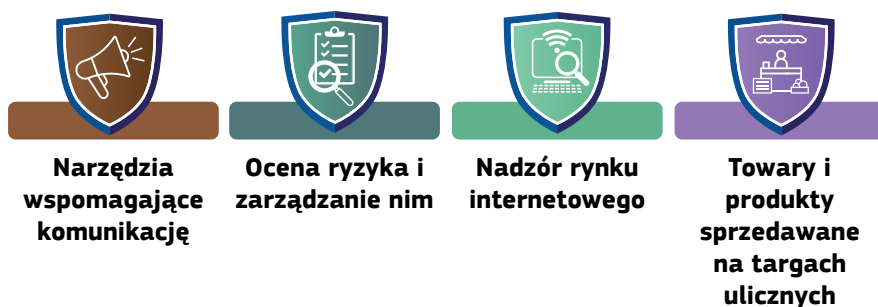 Narzędzia
wspomagające
komunikację
Ocena ryzyka i
zarządzanie nim
Nadzór rynku
internetowego
Towary i
produkty
sprzedawane
na targach
ulicznych